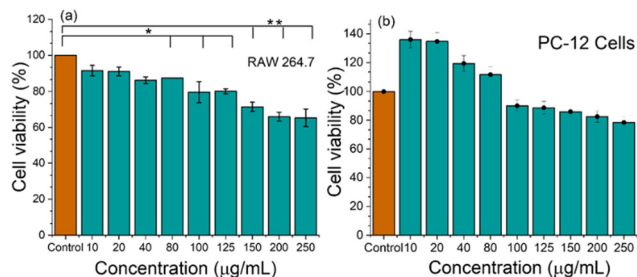 (a)
**
*
RAW 264.7
Cell viability (%)
120
100
80
60
40
20
0
Control 10 20 40 80 100 125 150 200 250
Concentration (µg/mL)
(b)
PC-12 Cells
Cell viability (%)
140
120
100
80
60
40
20
0
Control 10 20 40 80 100 125 150 200 250
Concentration (µg/mL)